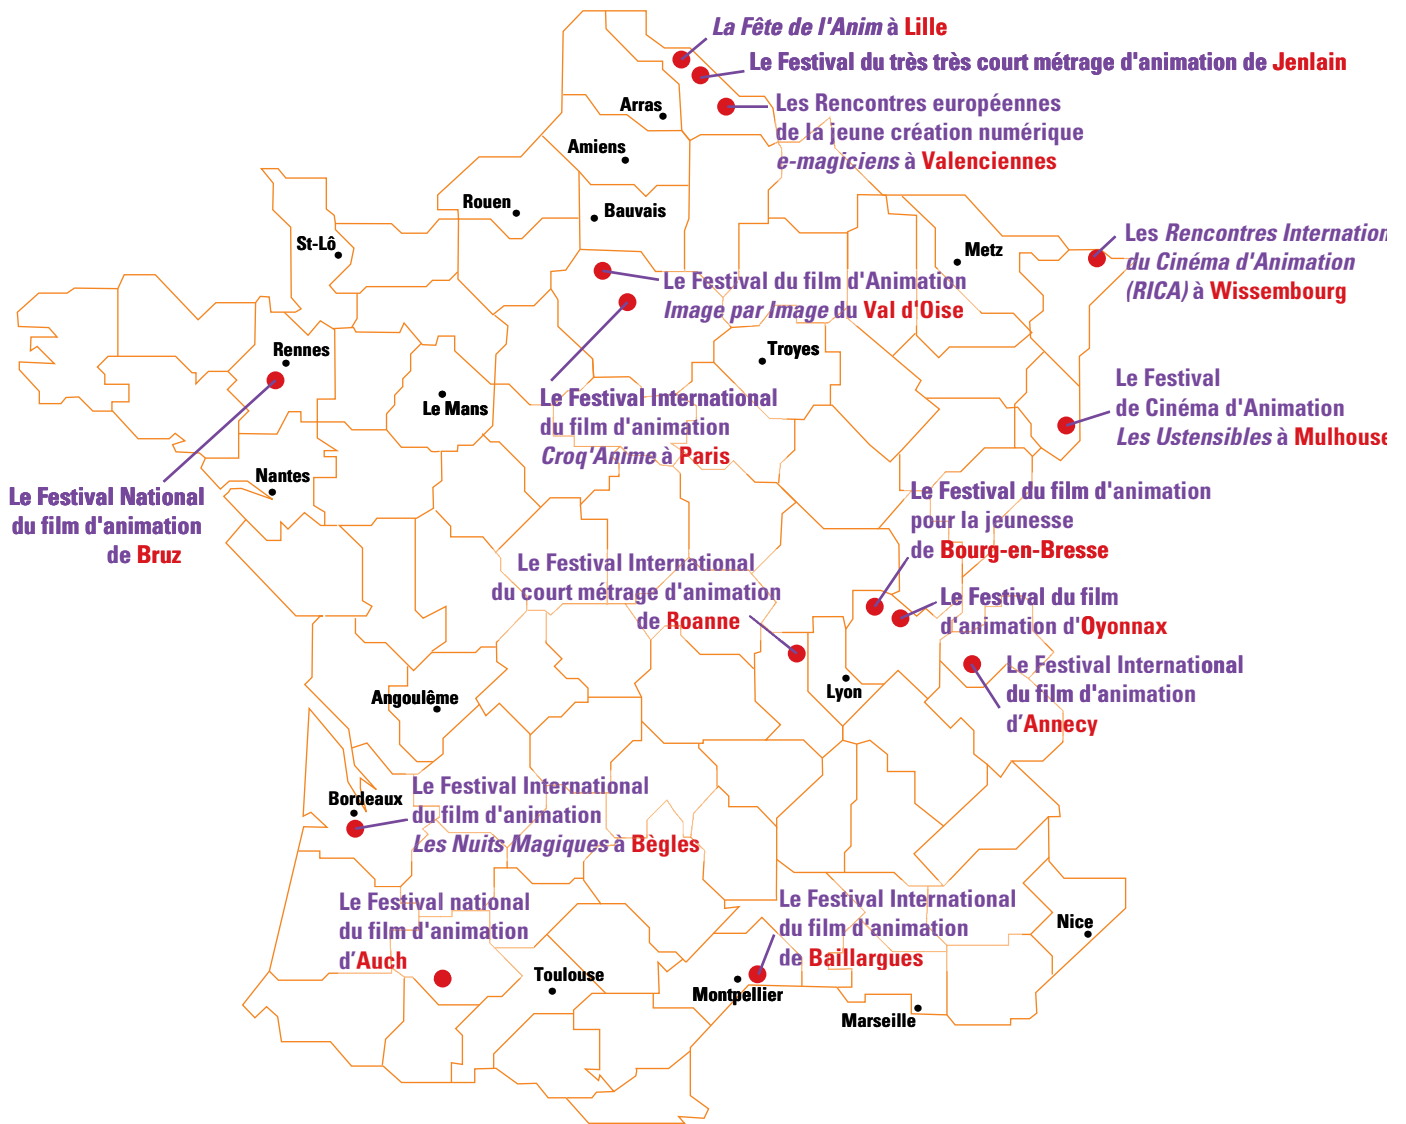 La Fête de l'Anim à Lille
Le Festival du très très court métrage d'animation de Jenlain
Les Rencontres européennes
de la jeune création numérique
e-magiciens à Valenciennes
Arras
Amiens
Rouen
Bauvais
St-Lô
Metz
Les Rencontres Internation
du Cinéma d'Animation
(RICA) à Wissembourg
Le Festival du film d'Animation
Image par Image du Val d'Oise
Rennes
Troyes
Le Mans
Le Festival International
du film d'animation
Croq'Anime à Paris
Le Festival
de Cinéma d'Animation
Les Ustensibles à Mulhouse
Nantes
Le Festival National
du film d'animation
de Bruz
Le Festival du film d'animation
pour la jeunesse
de Bourg-en-Bresse
Le Festival International
du court métrage d'animation
de Roanne
Le Festival du film
d'animation d'Oyonnax
Lyon
Le Festival International
du film d'animation
d'Annecy
Angoulême
Bordeaux
Le Festival International
du film d'animation
Les Nuits Magiques à Bègles
Le Festival national
du film d'animation
d'Auch
Toulouse
Le Festival International
du film d'animation
de Baillargues
Montpellier
Marseille
Nice